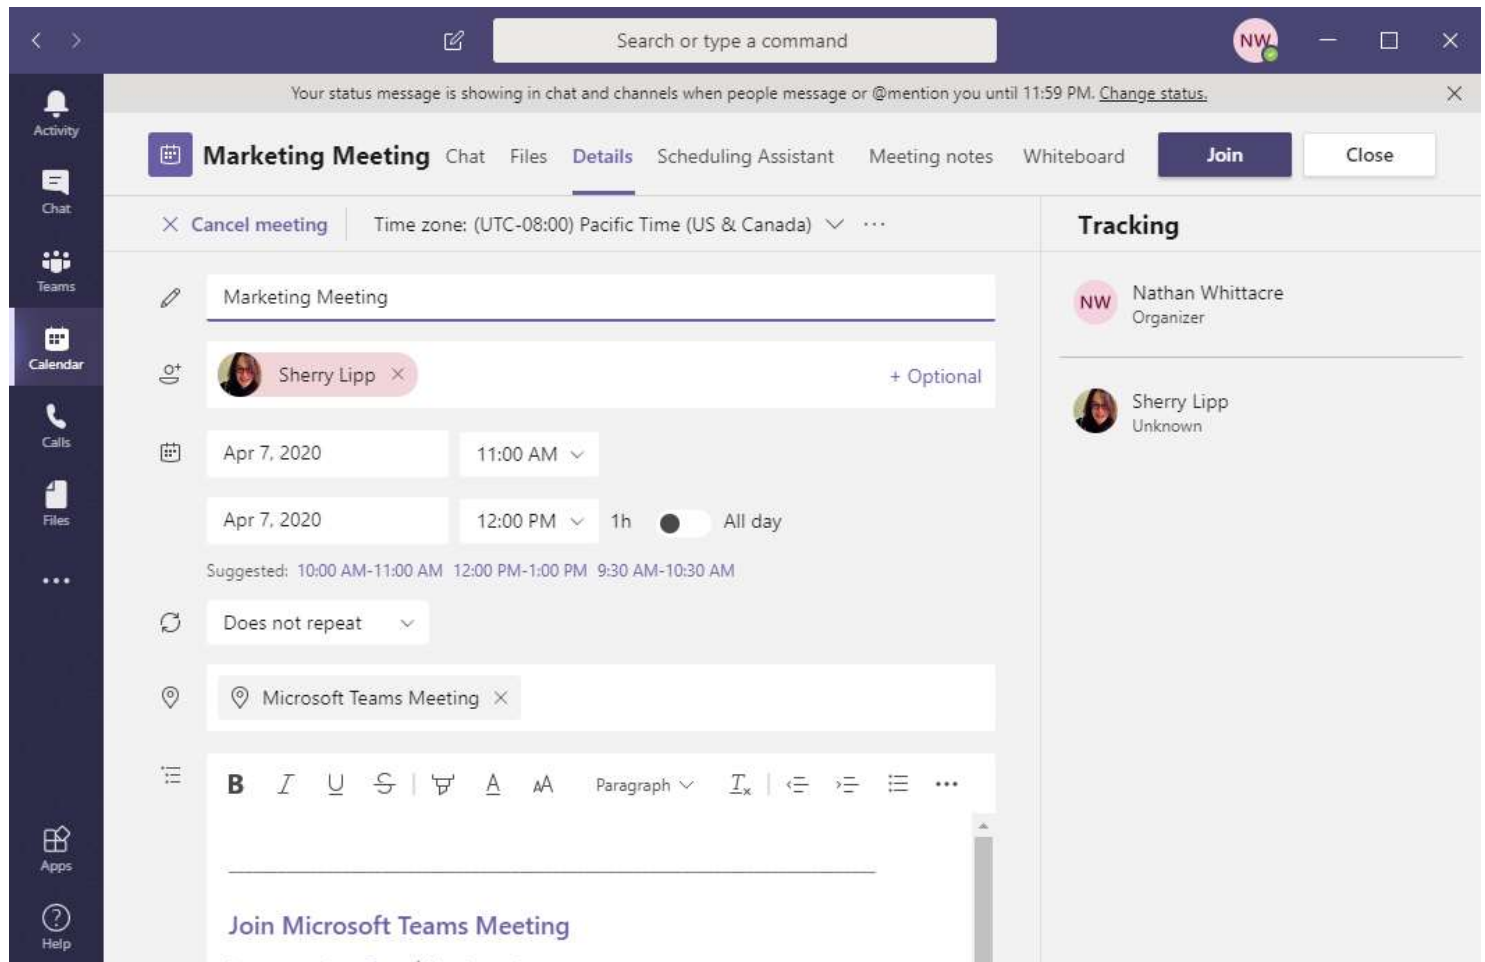 Search or type a command
NW
Your status message is showing in chat and channels when people message or @mention you until 11:59 PM. Change status.
Activity
Chat
Teams
Calendar
Calls
Files
Apps
Help
Marketing Meeting Chat Files Details Scheduling Assistant Meeting notes Whiteboard Join Close
Cancel meeting Time zone: (UTC-08:00) Pacific Time (US & Canada)
Marketing Meeting
Sherry Lipp + Optional
Apr 7, 2020 11:00 AM
Apr 7, 2020 12:00 PM 1h All day
Suggested: 10:00 AM-11:00 AM 12:00 PM-1:00 PM 9:30 AM-10:30 AM
Does not repeat
Microsoft Teams Meeting
B I U S A AA Paragraph Tx
Join Microsoft Teams Meeting
Tracking
NW Nathan Whittacre
Organizer
Sherry Lipp
Unknown